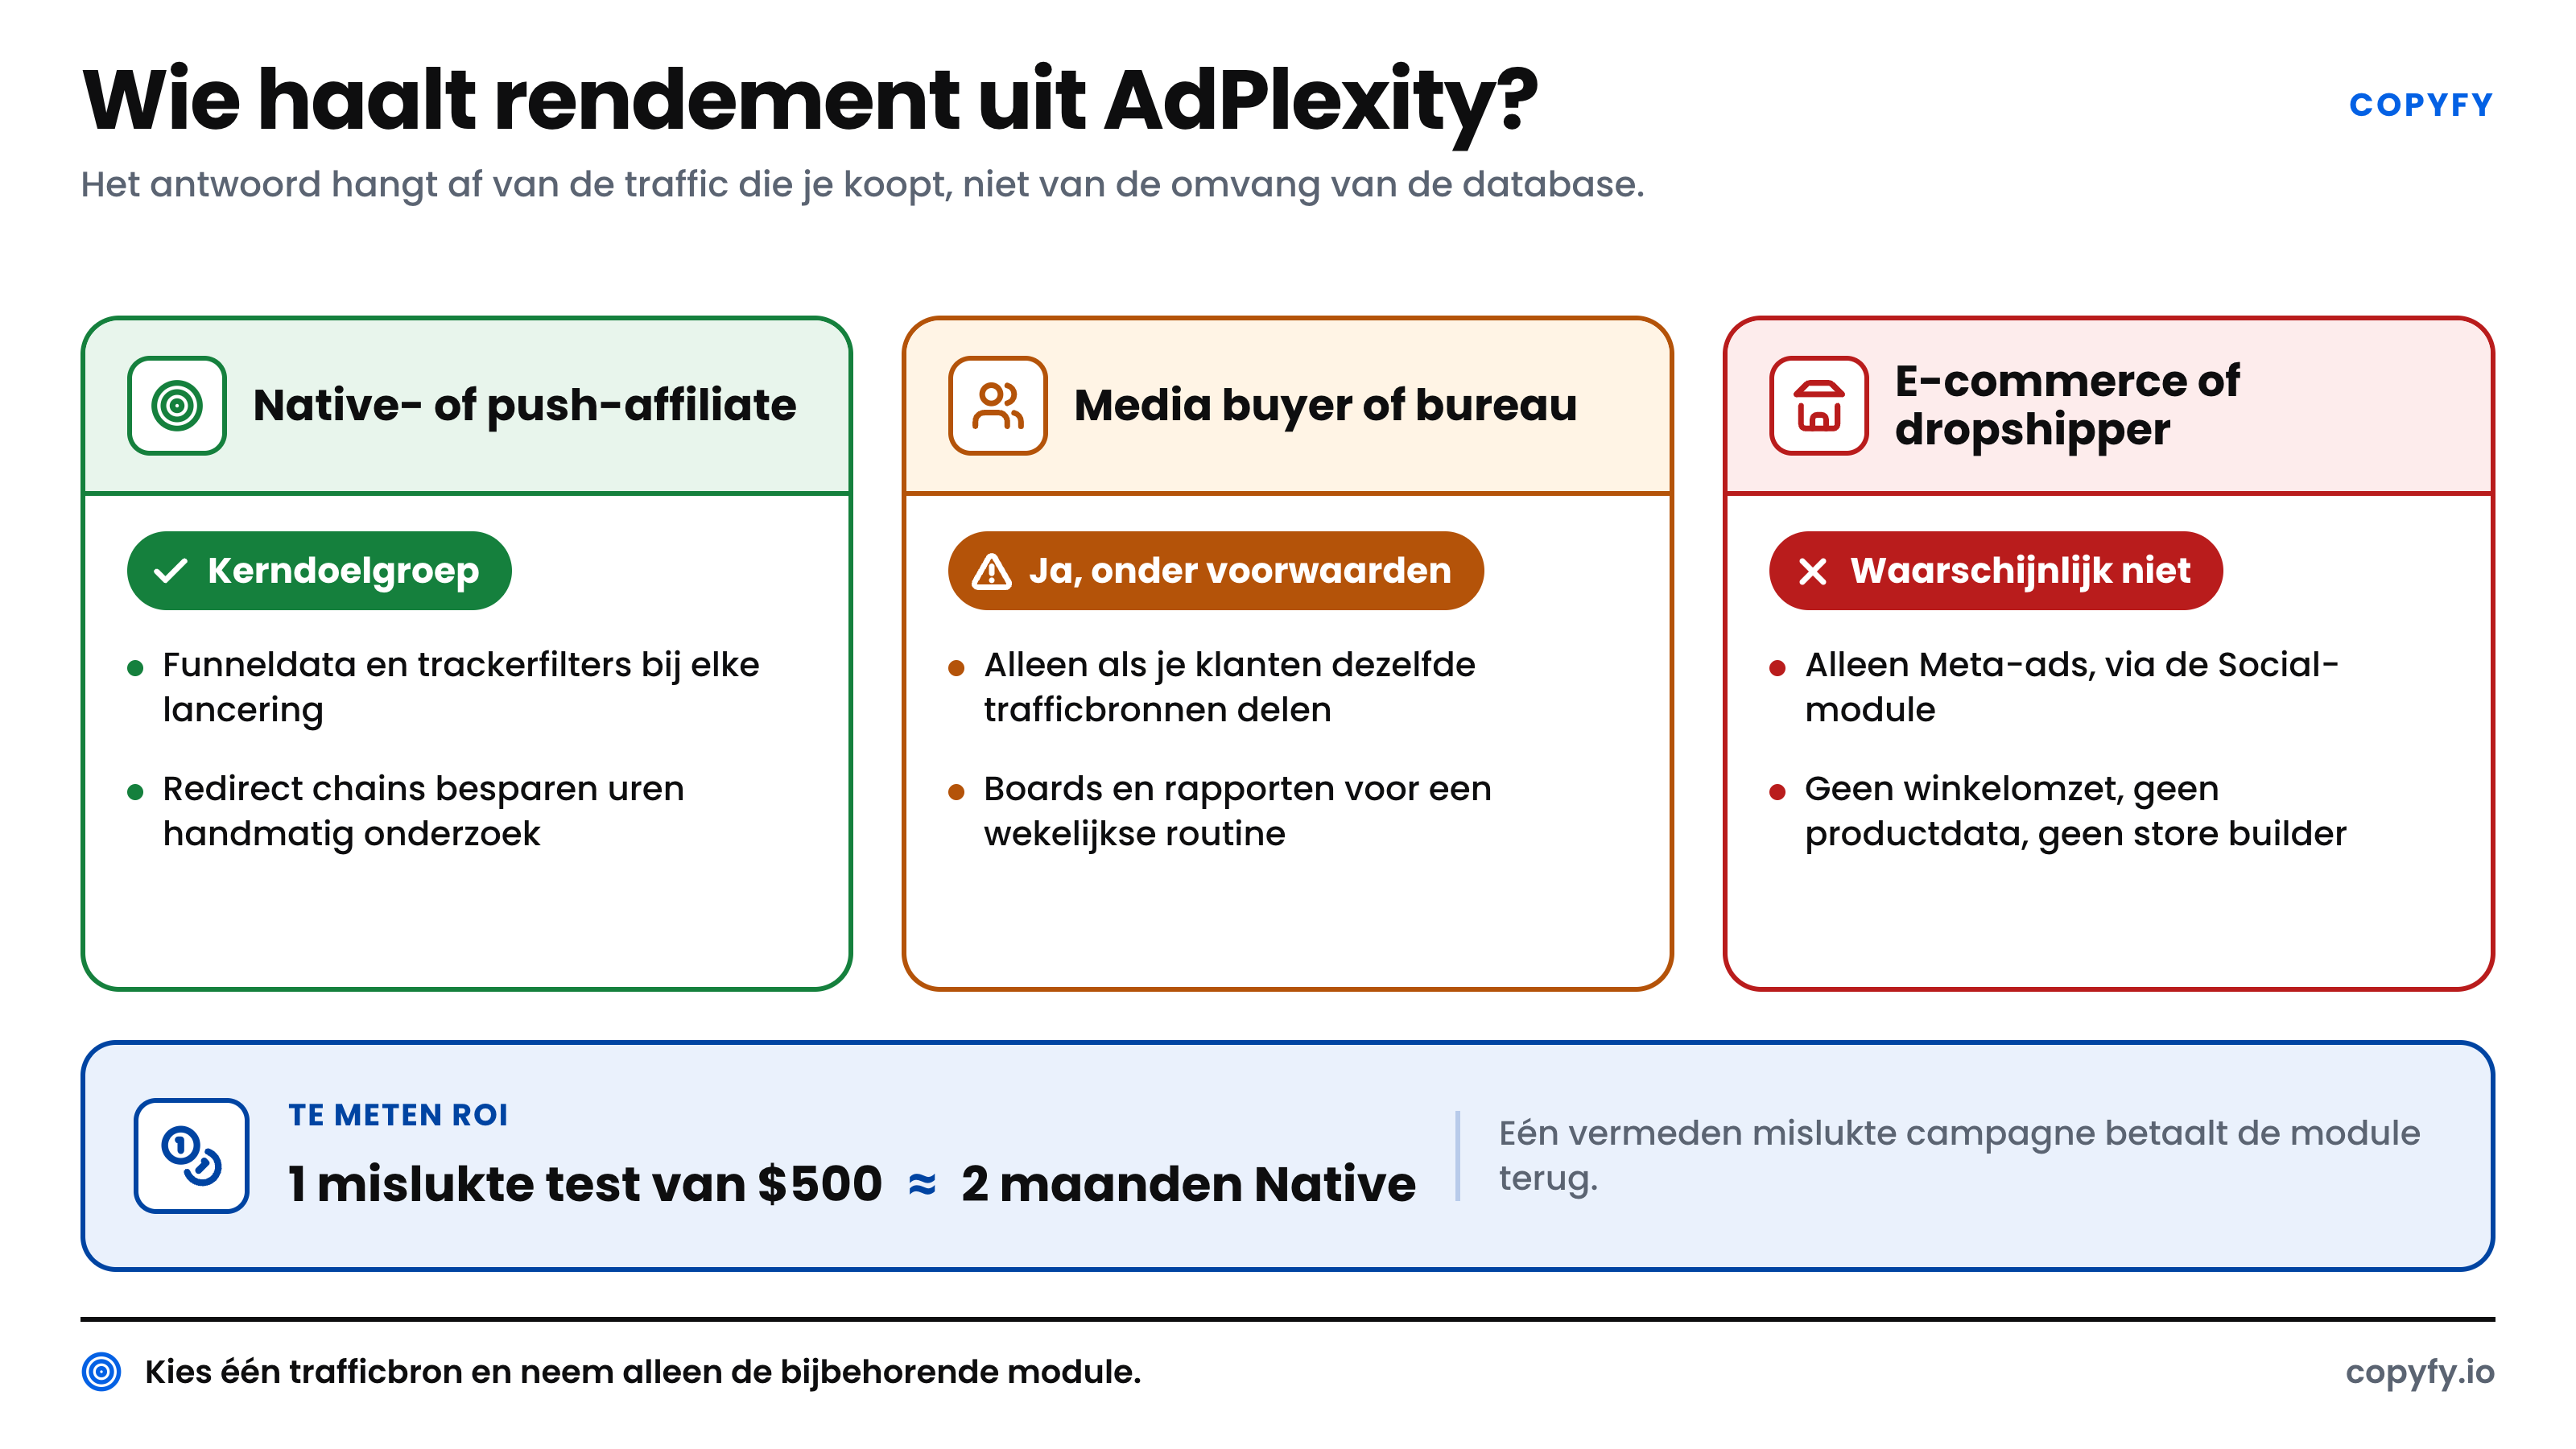 Wie haalt rendement uit AdPlexity?
COPYFY
Het antwoord hangt af van de traffic die je koopt, niet van de omvang van de database.
Native- of push-affiliate
Kerndoelgroep
Funneldata en trackerfilters bij elke
lancering
Redirect chains besparen uren
handmatig onderzoek
Media buyer of bureau
Ja, onder voorwaarden
Alleen als je klanten dezelfde
trafficbronnen delen
Boards en rapporten voor een
wekelijkse routine
E-commerce of
dropshipper
Waarschijnlijk niet
Alleen Meta-ads, via de Social-
module
Geen winkelomzet, geen
productdata, geen store builder
TE METEN ROI
1 mislukte test van $500 ≈ 2 maanden Native
Eén vermeden mislukte campagne betaalt de module
terug.
Kies één trafficbron en neem alleen de bijbehorende module.
copyfy.io